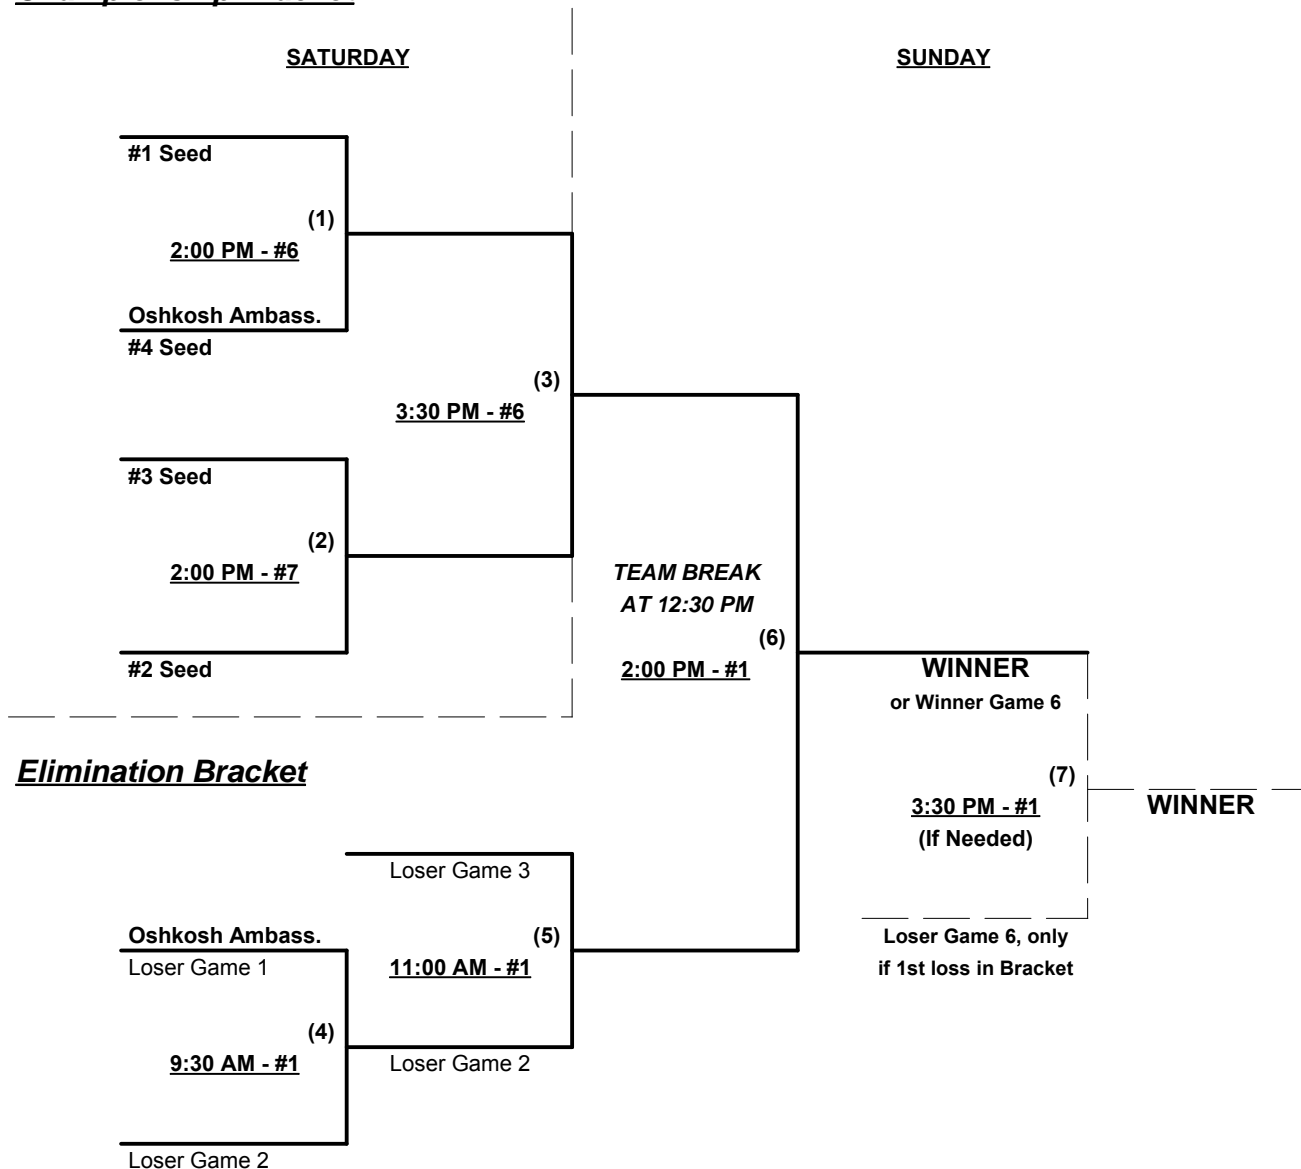 SATURDAY
SUNDAY
#1 Seed
(1)
2:00 PM - #6
Oshkosh Ambass.
#4 Seed
(3)
3:30 PM - #6
#3 Seed
(2)
2:00 PM - #7
#2 Seed
TEAM BREAK
AT 12:30 PM
(6)
2:00 PM - #1
WINNER
or Winner Game 6
(7)
3:30 PM - #1
(If Needed)
WINNER
Loser Game 6, only
if 1st loss in Bracket
Elimination Bracket
Loser Game 3
(5)
11:00 AM - #1
Oshkosh Ambass.
Loser Game 1
(4)
9:30 AM - #1
Loser Game 2
Loser Game 2